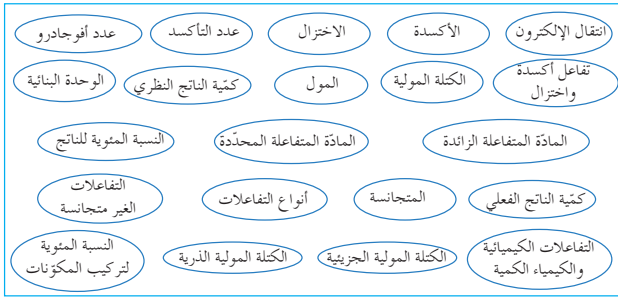 انتقال الإلكترون
الأكسدة
الاختزال
عدد التأكسد
عدد أفوجادرو
تفاعل أكسدة
واختزال
الكتلة المولية
المول
كمّية الناتج النظري
الوحدة البنائية
المادّة المتفاعلة الزائدة
المادّة المتفاعلة المحدّدة
النسبة المئوية للناتج
كمّية الناتج الفعلي
المتجانسة
أنواع التفاعلات
التفاعلات
الغير متجانسة
التفاعلات الكيميائية
والكيمياء الكمية
الكتلة المولية الجزيئية
الكتلة المولية الذرية
النسبة المئوية
لتركيب المكوّنات